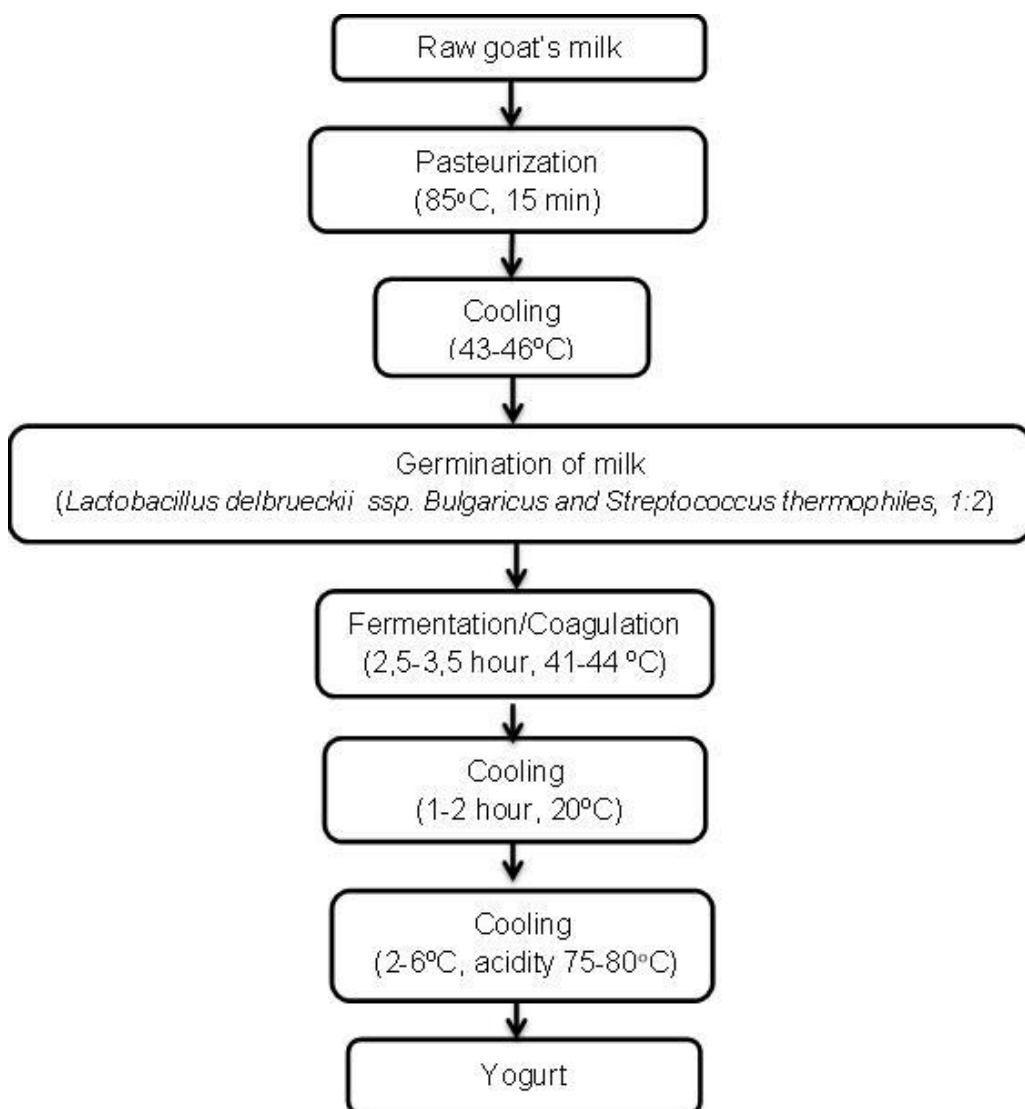 Raw goat's milk
Pasteurization
(85ºC, 15 min)
Cooling
(43-46ºC)
Germination of milk
(Lactobacillus delbrueckii ssp. Bulgaricus and Streptococcus thermophiles, 1:2)
Fermentation/Coagulation
(2,5-3,5 hour, 41-44 ºC)
Cooling
(1-2 hour, 20ºC)
Cooling
(2-6ºC, acidity 75-80ºC)
Yogurt